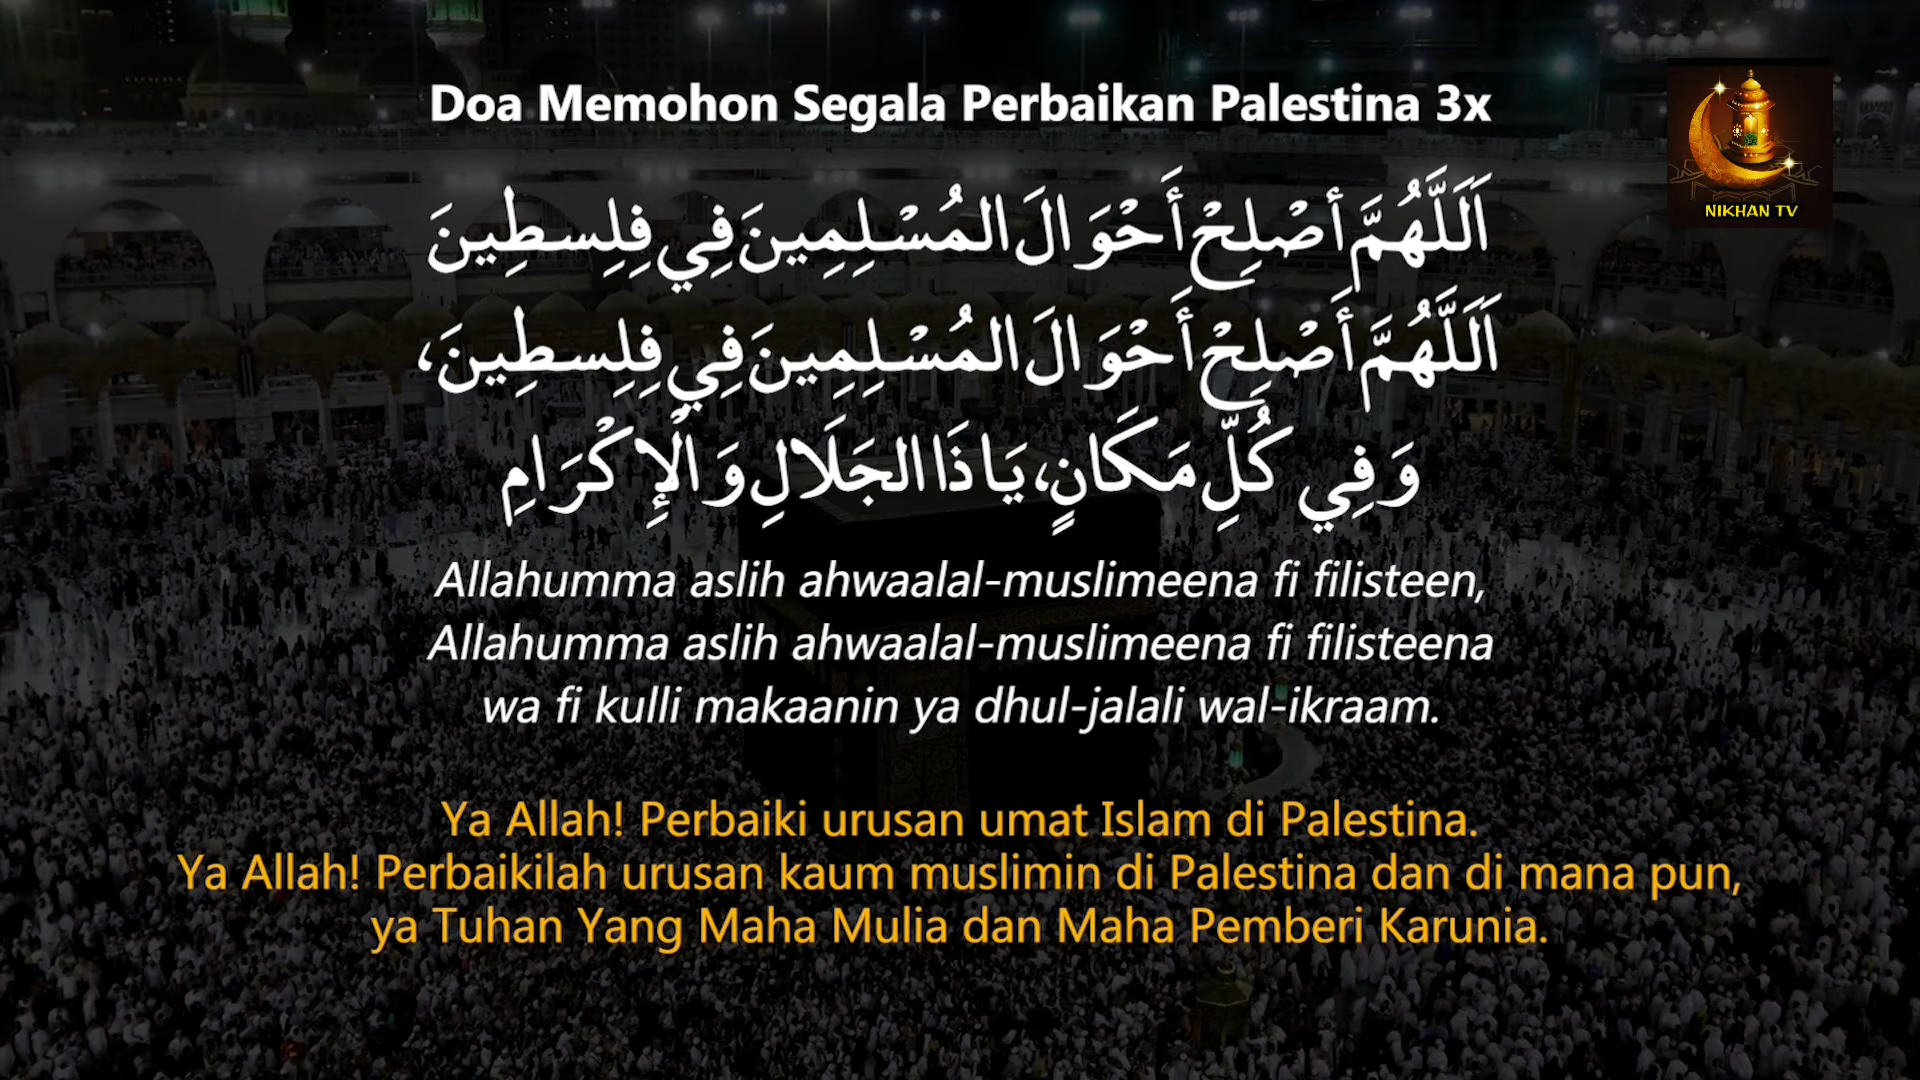 Doa Memohon Segala Perbaikan Palestina 3x
NIKHAN TV
اَللَّهُمَّ أصْلِحْ أَحْوَالَ المُسْلِمِينَ فِي فِلِسطِينَ
اَللَّهُمَّ أَصْلِحْ أَحْوَالَ المُسْلِمِينَ فِي فِلِسطِينَ،
وَفِي كُلِّ مَكَانٍ، يَا ذَا الجَلَالِ وَالْإِكْرَامِ
Allahumma aslih ahwaalal-muslimeena fi filisteen,
Allahumma aslih ahwaalal-muslimeena fi filisteena
wa fi kulli makaanin ya dhul-jalali wal-ikraam.
Ya Allah! Perbaiki urusan umat Islam di Palestina.
Ya Allah! Perbaikilah urusan kaum muslimin di Palestina dan di mana pun,
ya Tuhan Yang Maha Mulia dan Maha Pemberi Karunia.